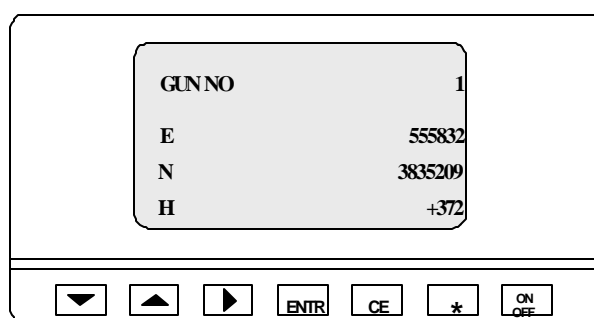 GUN NO 1
E 555832
N 3835209
H +372
ENTR CE * ON
OFF